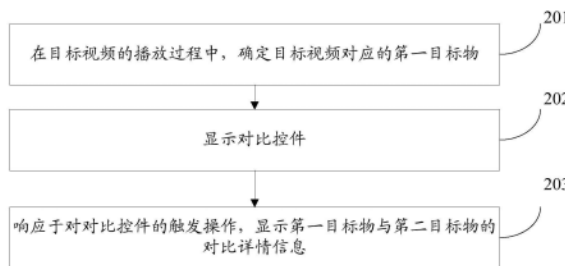 201
在目标视频的播放过程中，确定目标视频对应的第一目标物
202
显示对比控件
203
响应于对对比控件的触发操作，显示第一目标物与第二目标物的
对比详情信息